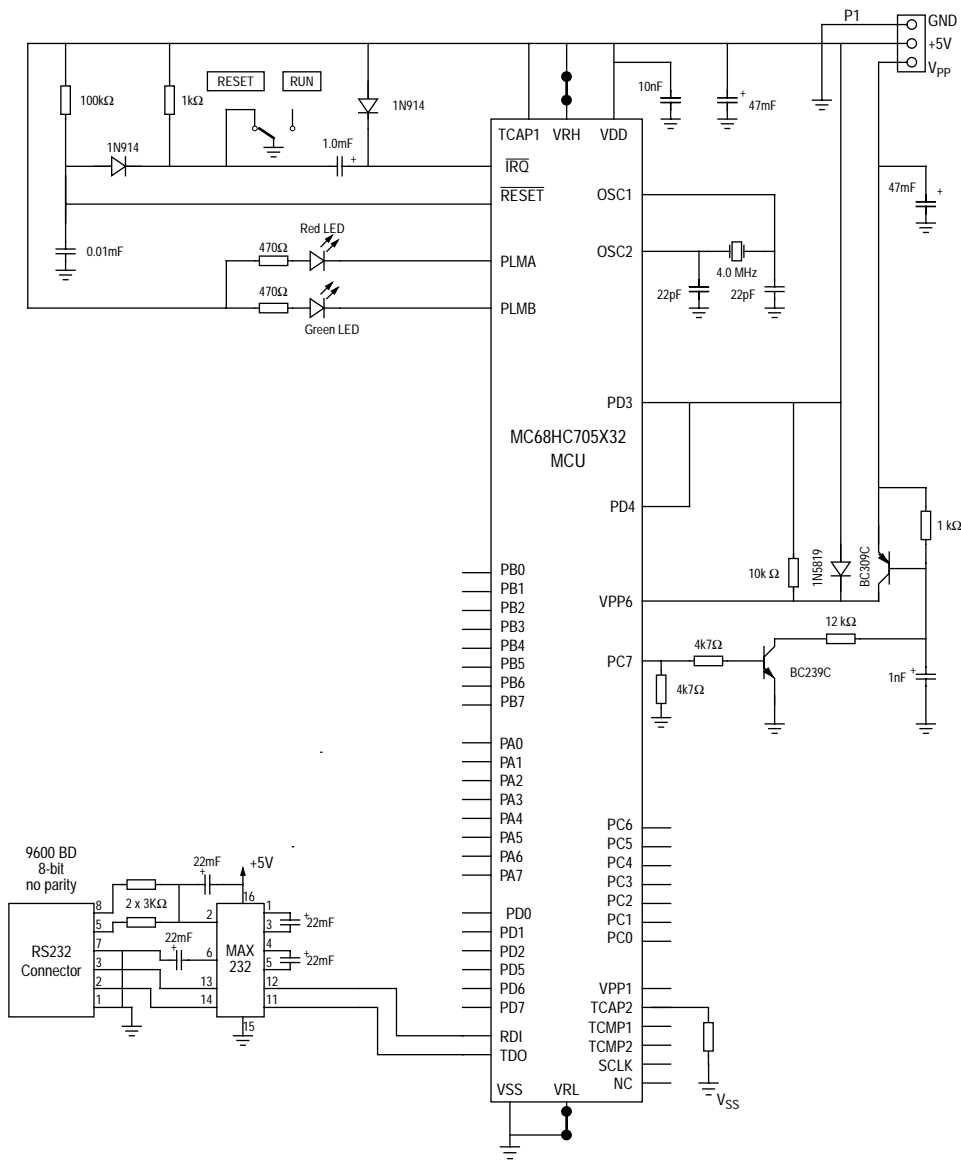 P1
GND
+5V
VPP
100kΩ
1kΩ
RESET
RUN
1N914
10nF
47mF
TCAP1
VRH
VDD
1N914
1.0mF
+
+
IRQ
RESET
OSC1
47mF
+
0.01mF
Red LED
470Ω
PLMA
OSC2
4.0 MHz
22pF
22pF
470Ω
PLMB
Green LED
PD3
MC68HC705X32
MCU
PD4
1 kΩ
10k Ω
1N5819
BC309C
PB0
PB1
PB2
PB3
PB4
PB5
PB6
PB7
VPP6
12 kΩ
PC7
4k7Ω
BC239C
4k7Ω
1nF
+
PA0
PA1
PA2
PA3
PA4
PA5
PA6
PA7
PC6
PC5
PC4
PC3
PC2
PC1
PC0
9600 BD
8-bit
no parity
22mF
+
+5V
16
8
2 x 3KΩ
5
2
1
+
22mF
3
PD0
PD1
PD2
PD5
PD6
PD7
RS232
Connector
7
22mF
+
6
MAX
232
4
+
22mF
5
3
13
12
2
14
11
1
15
RDI
TDO
VPP1
TCAP2
TCMP1
TCMP2
SCLK
NC
VSS
VRL
VSS